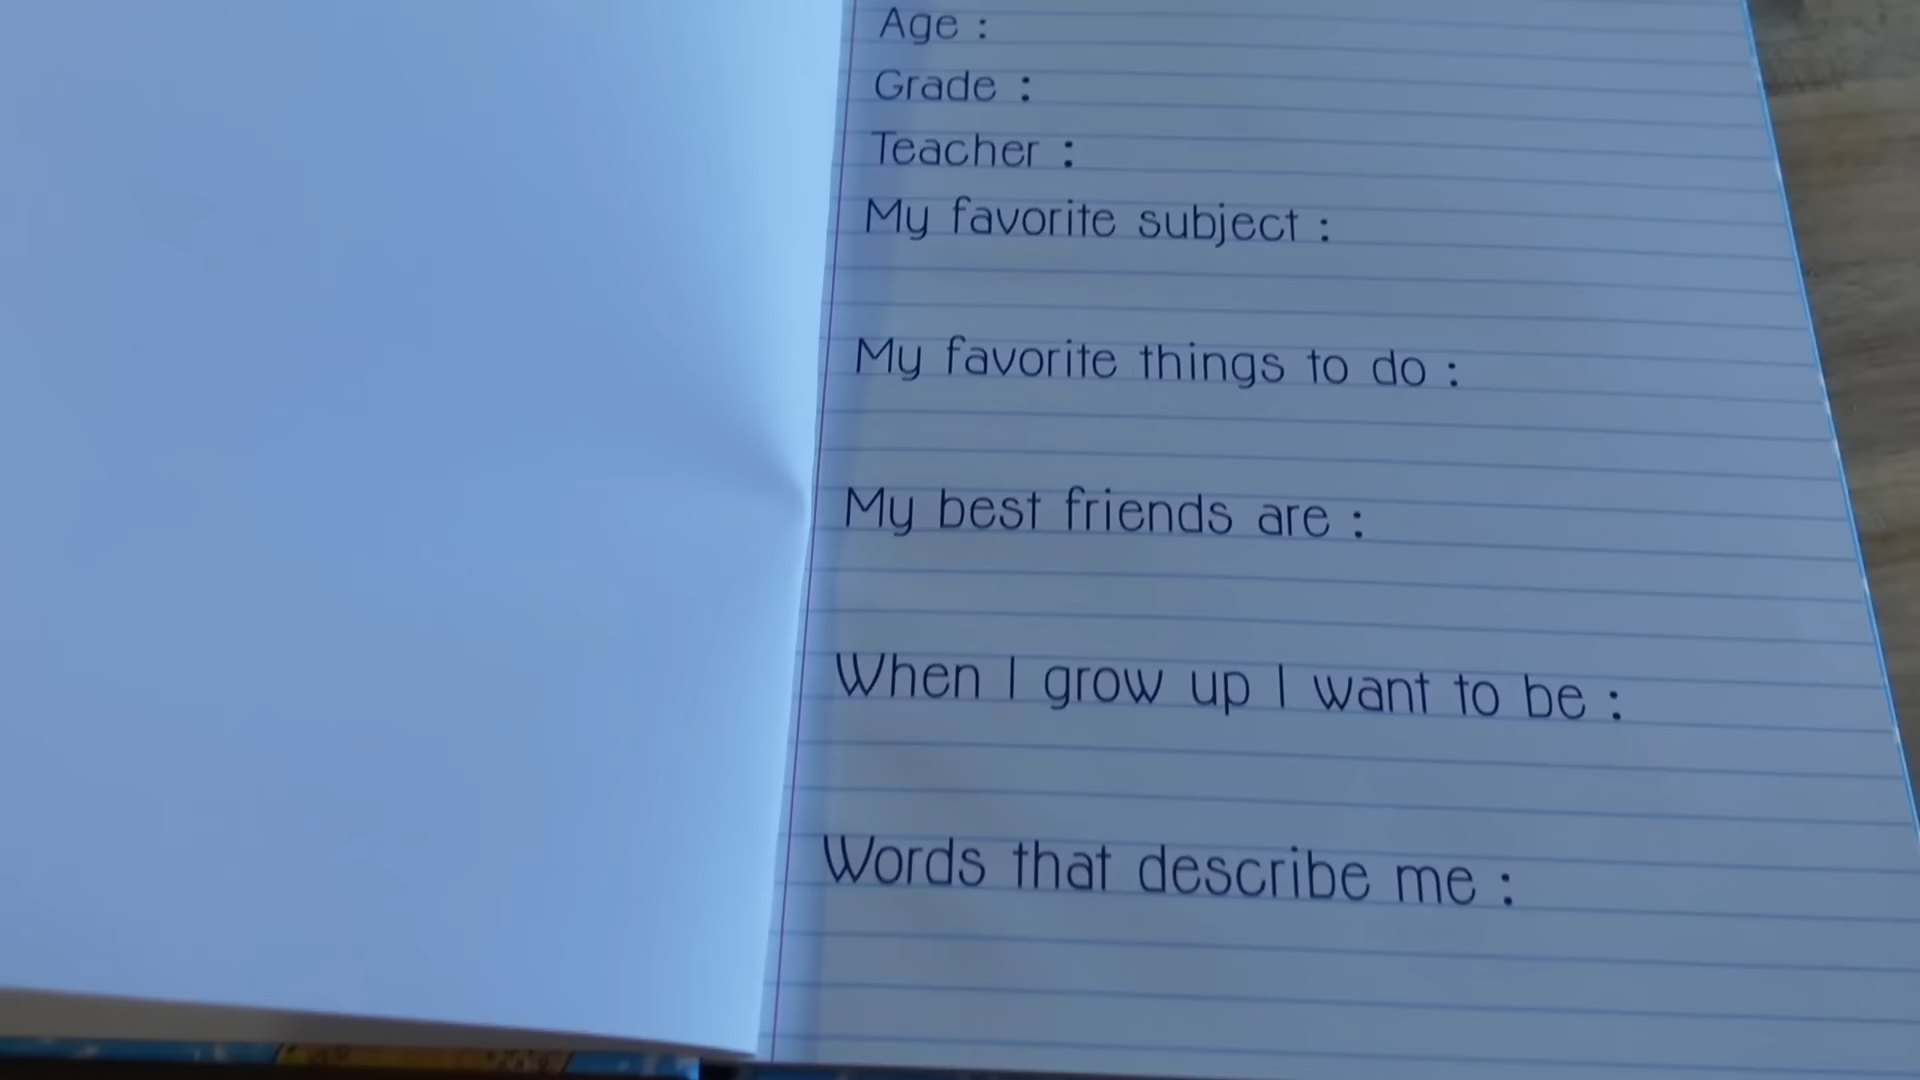 Age :
Grade :
Teacher :
My favorite subject :
My favorite things to do :
My best friends are :
When I grow up I want to be :
Words that describe me :